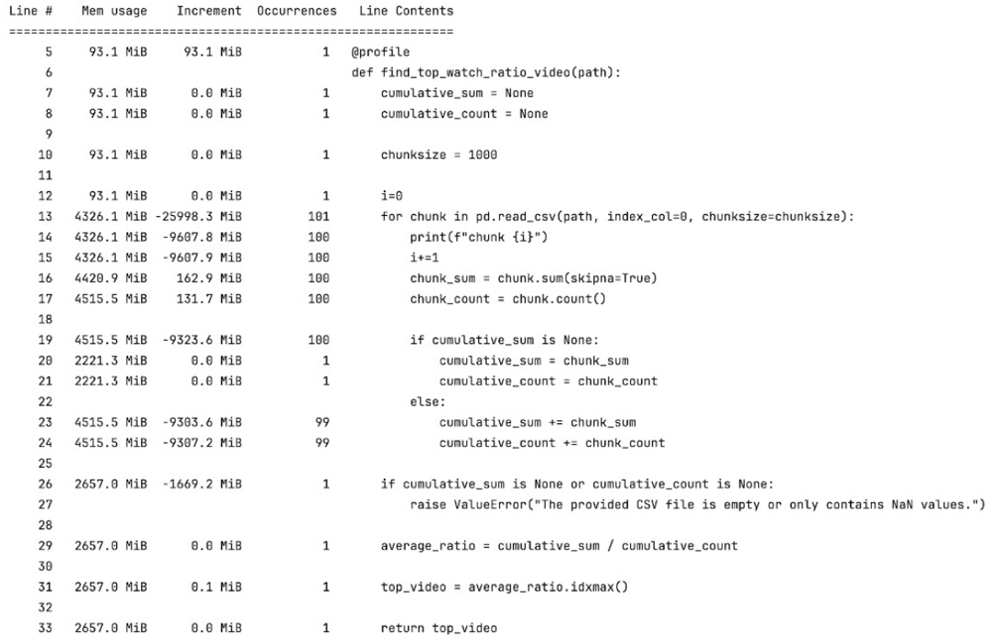 Line #    Mem usage    Increment  Occurrences   Line Contents
=============================================================
     5     93.1 MiB     93.1 MiB           1   @profile
     6                                         def find_top_watch_ratio_video(path):
     7     93.1 MiB      0.0 MiB           1       cumulative_sum = None
     8     93.1 MiB      0.0 MiB           1       cumulative_count = None
     9
    10     93.1 MiB      0.0 MiB           1       chunksize = 1000
    11
    12     93.1 MiB      0.0 MiB           1       i=0
    13   4326.1 MiB -25998.3 MiB         101       for chunk in pd.read_csv(path, index_col=0, chunksize=chunksize):
    14   4326.1 MiB  -9607.8 MiB         100           print(f"chunk {i}")
    15   4326.1 MiB  -9607.9 MiB         100           i+=1
    16   4420.9 MiB    162.9 MiB         100           chunk_sum = chunk.sum(skipna=True)
    17   4515.5 MiB    131.7 MiB         100           chunk_count = chunk.count()
    18
    19   4515.5 MiB  -9323.6 MiB         100           if cumulative_sum is None:
    20   2221.3 MiB      0.0 MiB           1               cumulative_sum = chunk_sum
    21   2221.3 MiB      0.0 MiB           1               cumulative_count = chunk_count
    22                                                 else:
    23   4515.5 MiB  -9303.6 MiB          99               cumulative_sum += chunk_sum
    24   4515.5 MiB  -9307.2 MiB          99               cumulative_count += chunk_count
    25
    26   2657.0 MiB  -1669.2 MiB           1       if cumulative_sum is None or cumulative_count is None:
    27                                                 raise ValueError("The provided CSV file is empty or only contains NaN values.")
    28
    29   2657.0 MiB      0.0 MiB           1       average_ratio = cumulative_sum / cumulative_count
    30
    31   2657.0 MiB      0.1 MiB           1       top_video = average_ratio.idxmax()
    32
    33   2657.0 MiB      0.0 MiB           1       return top_video